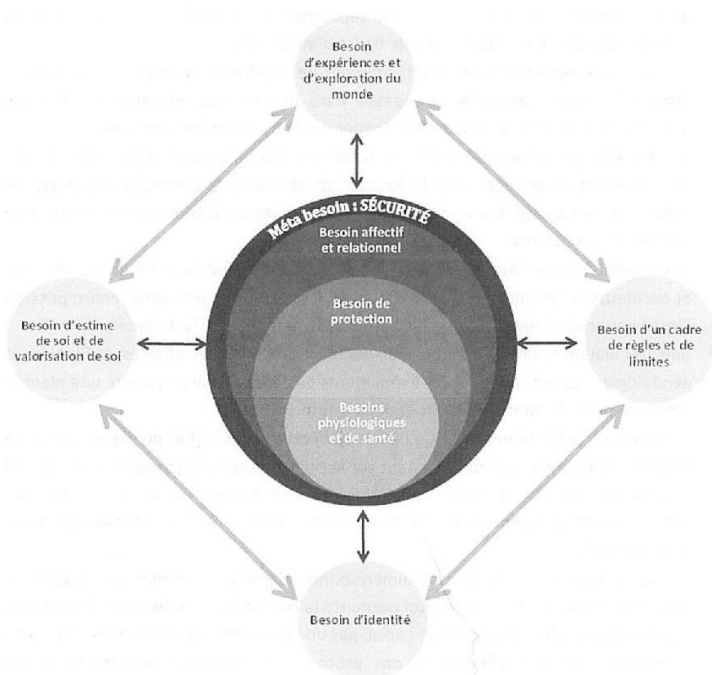 Besoin
d'expériences et
d'exploration du
monde
Méta besoin : SÉCURITÉ
Besoin affectif
et relationnel
Besoin de
protection
Besoins
physiologiques
et de santé
Besoin d'estime
de soi et de
valorisation de soi
Besoin d'un cadre
de règles et de
limites
Besoin d'identité